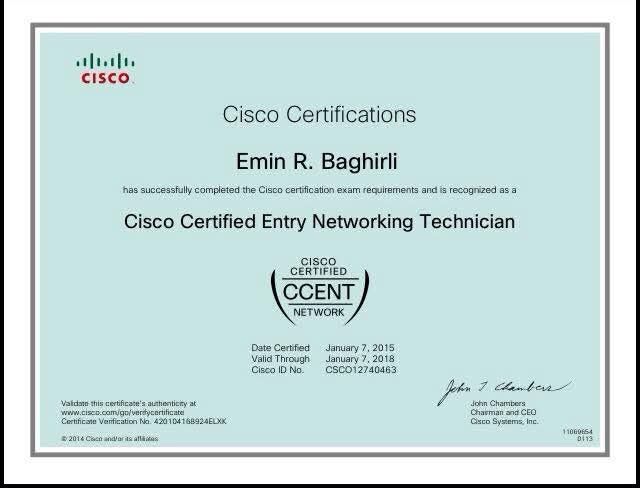 CISCO
Cisco Certifications
Emin R. Baghirli
has successfully completed the Cisco certification exam requirements and is recognized as a
Cisco Certified Entry Networking Technician
CISCO
CERTIFIED
CCENT
NETWORK
Date Certified January 7, 2015
Valid Through January 7, 2018
Cisco ID No. CSCO12740463
John T Chambers
Validate this certificate's authenticity at
www.cisco.com/go/verifycertificate
Certificate Verification No. 420104168924ELXK
© 2014 Cisco and/or its affiliates
John Chambers
Chairman and CEO
Cisco Systems, Inc.
11069654
0113